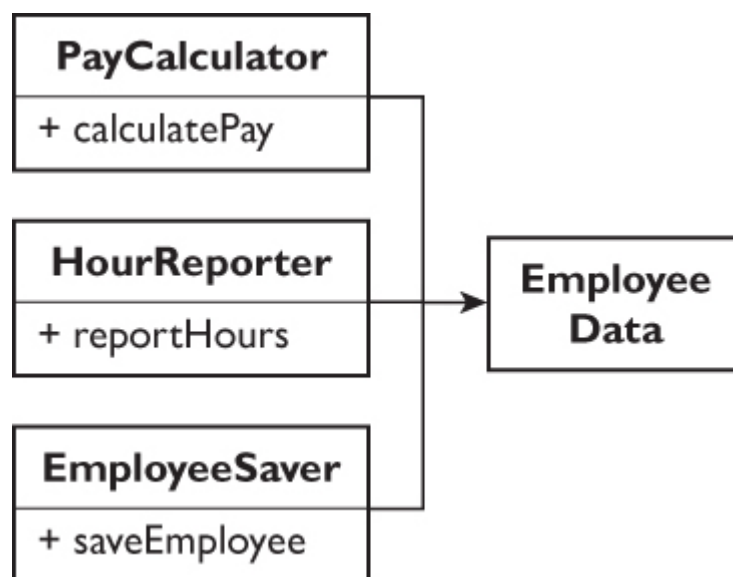 PayCalculator
+ calculatePay
HourReporter
+ reportHours
EmployeeSaver
+ saveEmployee
Employee
Data